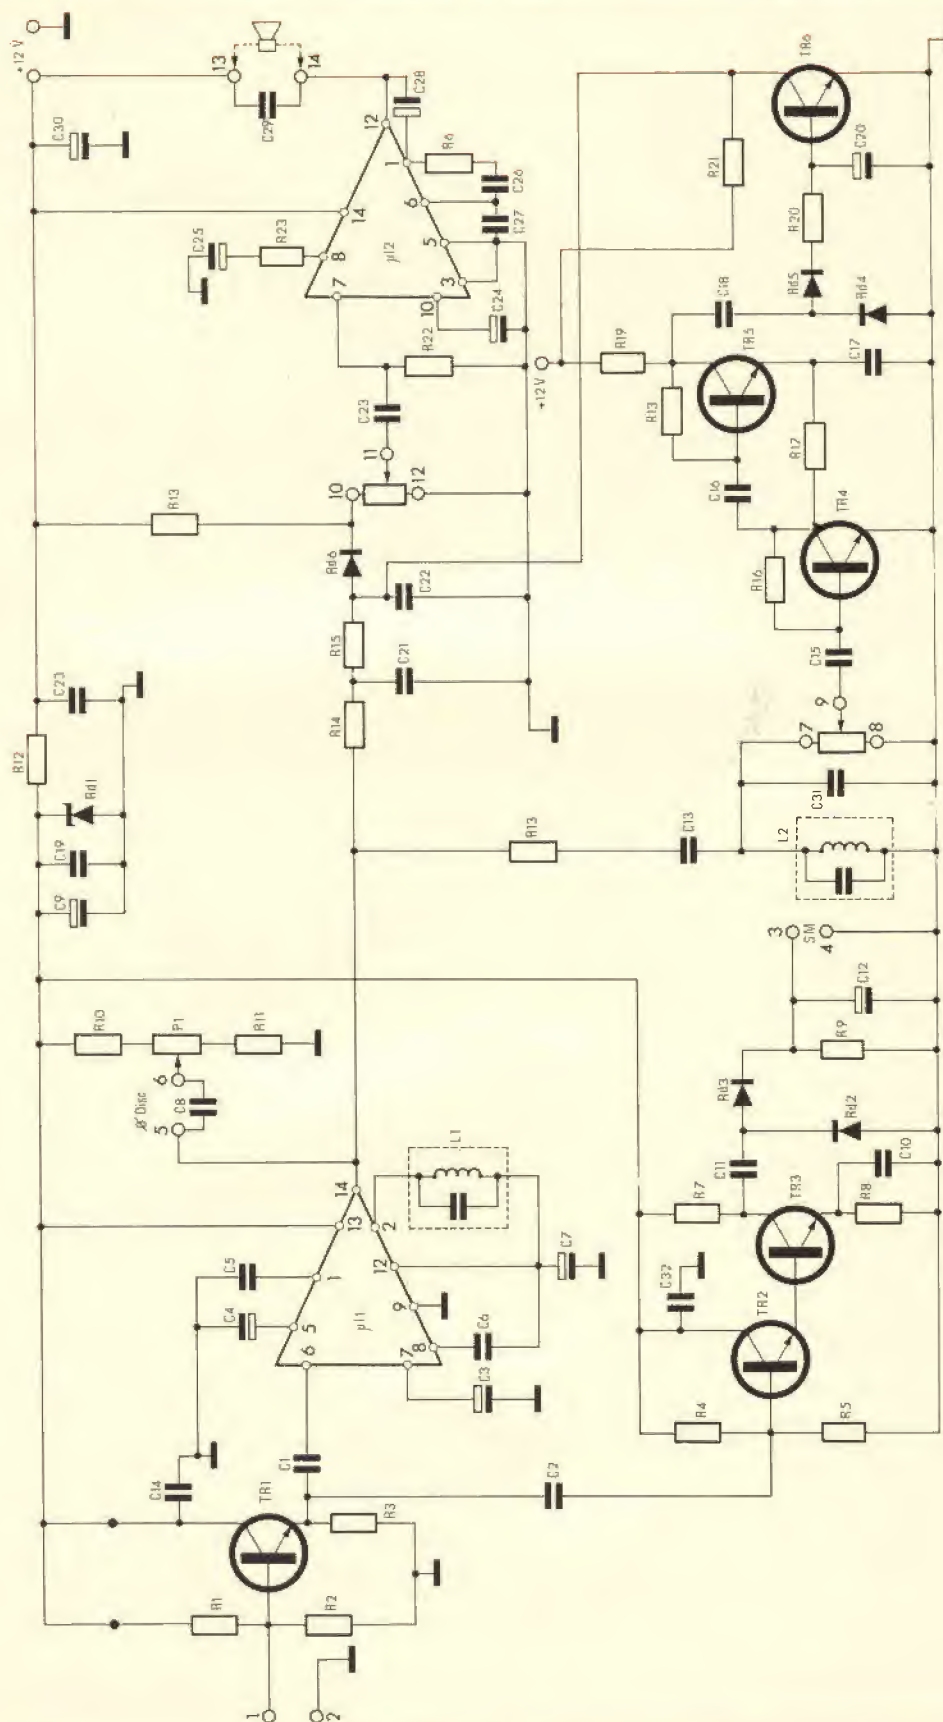 +12 V
R12
C30
C9
C19
Rd1
C23
R10
P1
R11
6
5
C8
Ø Disc
C14
C4
C5
R13
C25
R23
13
14
C29
1
2
R1
R2
TR1
R3
C1
6
5
1
13
14
7
8
9
12
2
µl1
C3
C6
C7
L1
R14
R15
Rd6
C21
C22
10
11
12
C23
R22
7
8
14
12
1
6
5
3
10
µl2
C24
C28
R6
C26
C27
C2
R13
C13
+12 V
R4
R5
TR2
C32
R7
TR3
R8
C10
C11
Rd3
Rd2
R9
C12
3
SM
4
L2
C31
7
9
8
C15
R16
TR4
C16
R13
R17
R19
TR5
C17
C18
Rd5
Rd4
R20
R21
C20
TR6